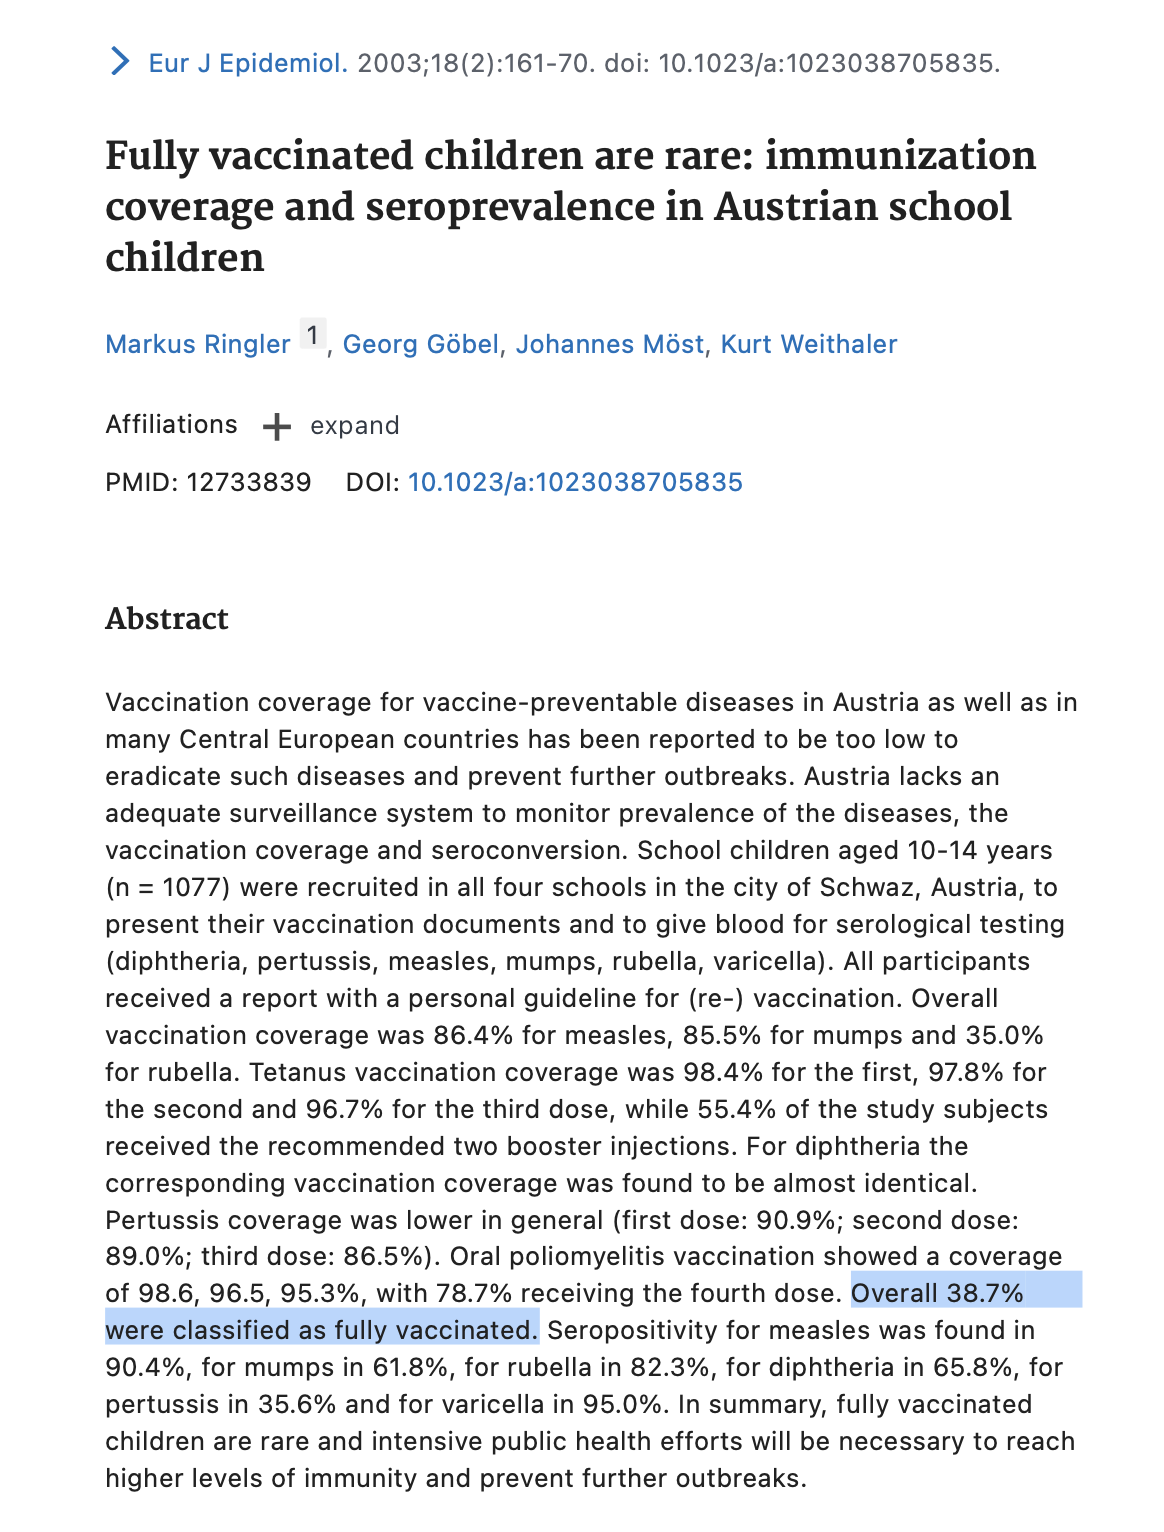 Eur J Epidemiol. 2003;18(2):161-70. doi: 10.1023/a:1023038705835.
Fully vaccinated children are rare: immunization
coverage and seroprevalence in Austrian school
children
Markus Ringler 1, Georg Göbel, Johannes Möst, Kurt Weithaler
Affiliations + expand
PMID: 12733839 DOI: 10.1023/a:1023038705835
Abstract
Vaccination coverage for vaccine-preventable diseases in Austria as well as in
many Central European countries has been reported to be too low to
eradicate such diseases and prevent further outbreaks. Austria lacks an
adequate surveillance system to monitor prevalence of the diseases, the
vaccination coverage and seroconversion. School children aged 10-14 years
(n = 1077) were recruited in all four schools in the city of Schwaz, Austria, to
present their vaccination documents and to give blood for serological testing
(diphtheria, pertussis, measles, mumps, rubella, varicella). All participants
received a report with a personal guideline for (re-) vaccination. Overall
vaccination coverage was 86.4% for measles, 85.5% for mumps and 35.0%
for rubella. Tetanus vaccination coverage was 98.4% for the first, 97.8% for
the second and 96.7% for the third dose, while 55.4% of the study subjects
received the recommended two booster injections. For diphtheria the
corresponding vaccination coverage was found to be almost identical.
Pertussis coverage was lower in general (first dose: 90.9%; second dose:
89.0%; third dose: 86.5%). Oral poliomyelitis vaccination showed a coverage
of 98.6, 96.5, 95.3%, with 78.7% receiving the fourth dose. Overall 38.7%
were classified as fully vaccinated. Seropositivity for measles was found in
90.4%, for mumps in 61.8%, for rubella in 82.3%, for diphtheria in 65.8%, for
pertussis in 35.6% and for varicella in 95.0%. In summary, fully vaccinated
children are rare and intensive public health efforts will be necessary to reach
higher levels of immunity and prevent further outbreaks.